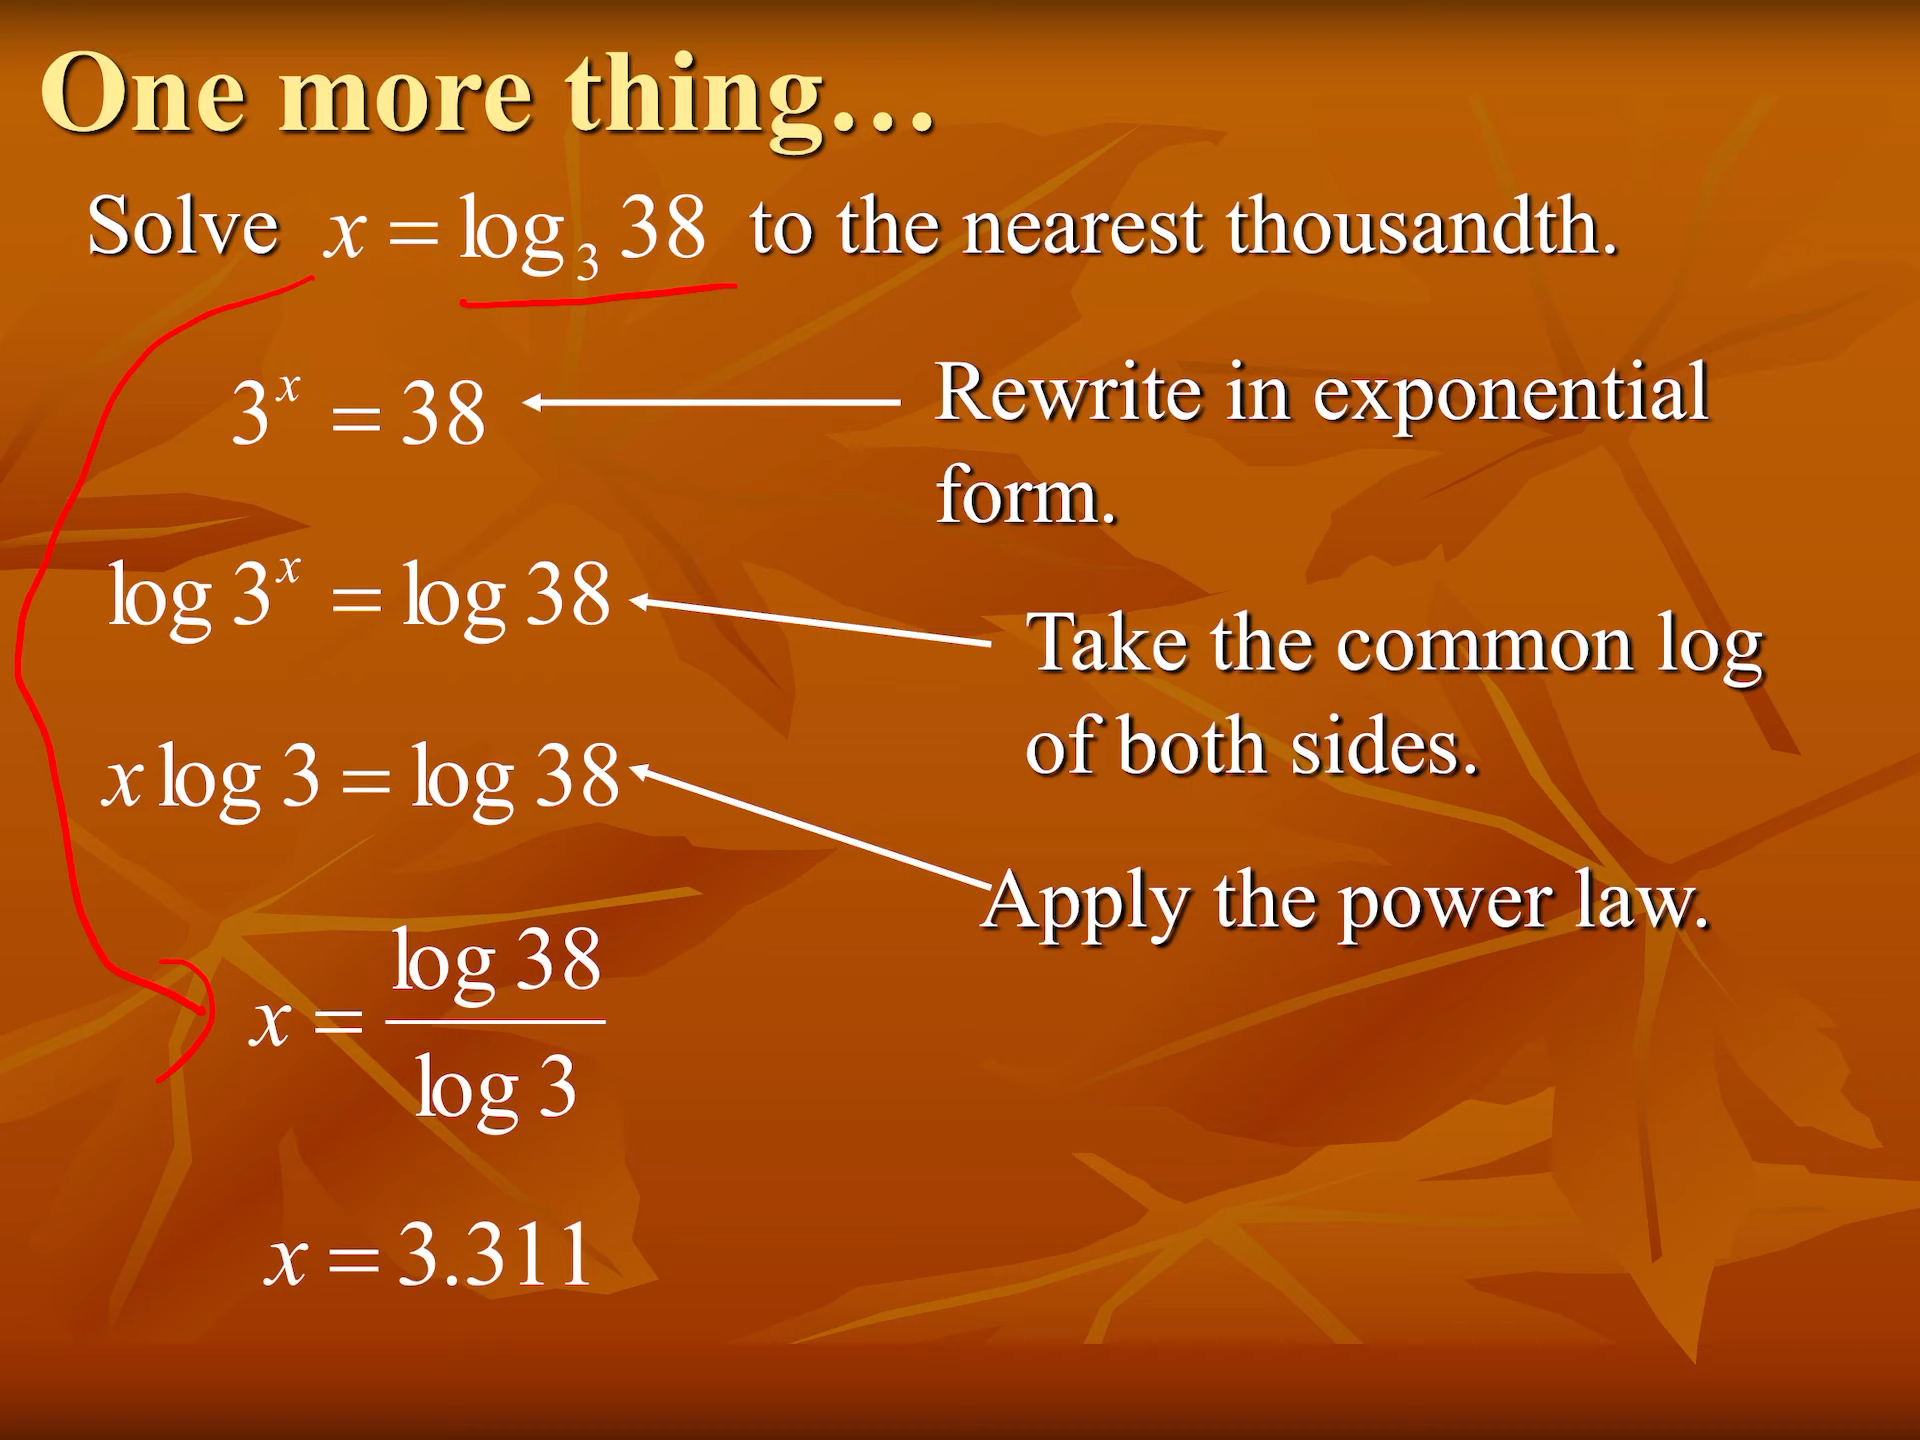 One more thing…
Solve x = log₃ 38 to the nearest thousandth.
3ˣ = 38
Rewrite in exponential
form.
log 3ˣ = log 38
Take the common log
of both sides.
x log 3 = log 38
Apply the power law.
x = log 38 / log 3
x = 3.311